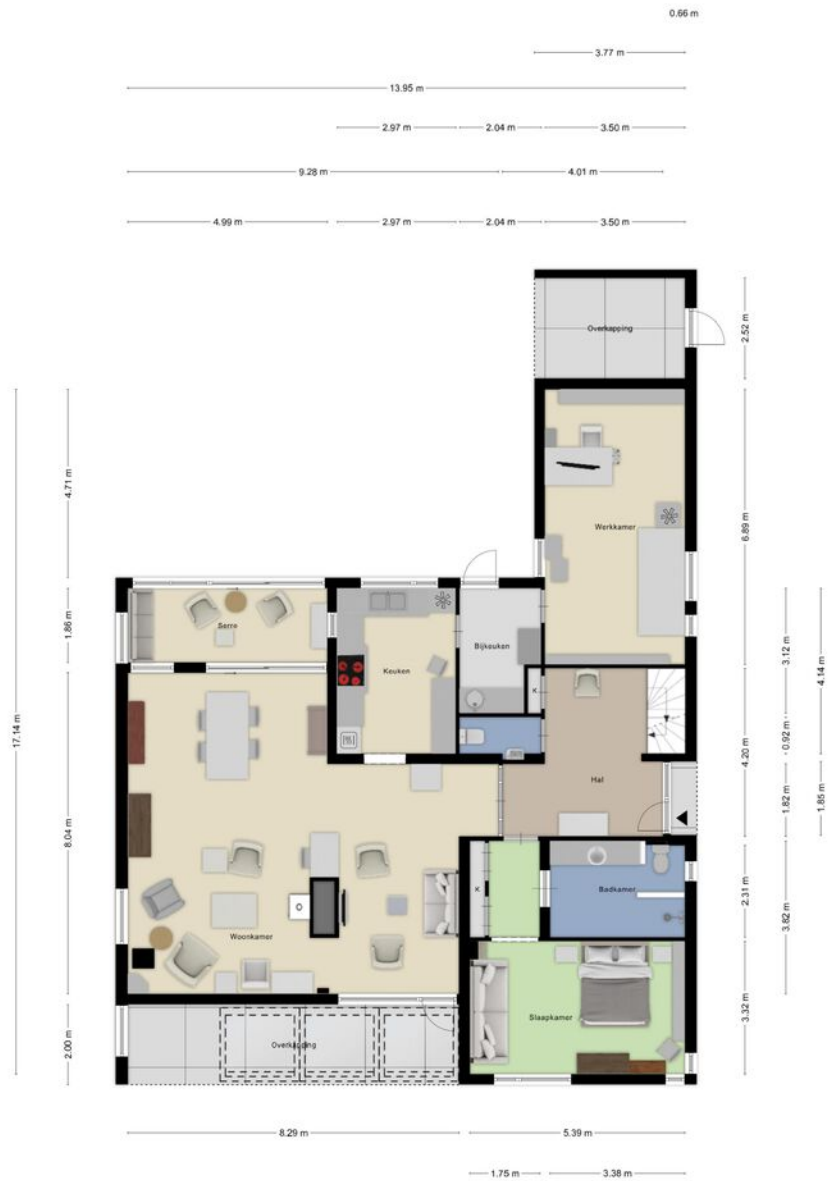 0.66 m
3.77 m
13.95 m
2.97 m
2.04 m
3.50 m
9.28 m
4.01 m
4.99 m
2.97 m
2.04 m
3.50 m
Overkapping
2.52 m
4.71 m
Werkkamer
6.89 m
1.86 m
Serre
Keuken
Bijkeuken
3.12 m
4.14 m
K
17.14 m
0.92 m
4.20 m
Hal
1.82 m
1.85 m
8.04 m
K
Badkamer
2.31 m
3.82 m
Woonkamer
Slaapkamer
3.32 m
2.00 m
Overkapping
8.29 m
5.39 m
1.75 m
3.38 m